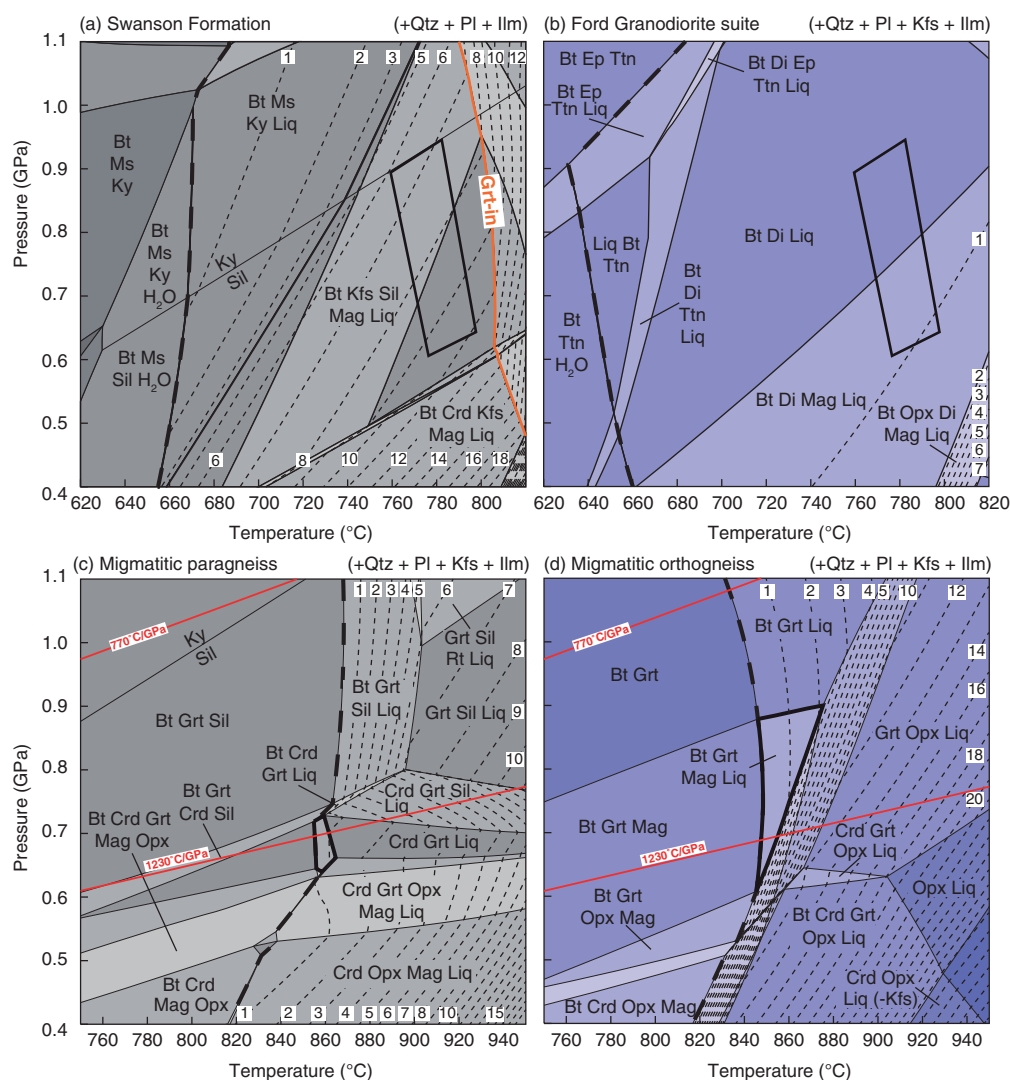 (a) Swanson Formation (+Qtz + Pl + Ilm)
1.1
1.0
0.9
0.8
0.7
0.6
0.5
0.4
Pressure (GPa)
1 2 3 5 6 8 10 12
Bt Ms
Ky Liq
Bt
Ms
Ky
Bt
Ms
Ky
H₂O
Ky
Sil
Grt-in
Bt Kfs Sil
Mag Liq
Bt Ms
Sil H₂O
Bt Crd Kfs
Mag Liq
6 8 10 12 14 16 18
620 640 660 680 700 720 740 760 780 800
Temperature (°C)
(b) Ford Granodiorite suite (+Qtz + Pl + Kfs + Ilm)
Bt Ep Ttn
Bt Di Ep
Ttn Liq
Bt Ep
Ttn Liq
Liq Bt
Ttn
Bt Di Liq
1
Bt
Di
Ttn
Liq
Bt
Ttn
H₂O
Bt Di Mag Liq
Bt Opx Di
Mag Liq
2
3
4
5
6
7
620 640 660 680 700 720 740 760 780 800 820
Temperature (°C)
(c) Migmatitic paragneiss (+Qtz + Pl + Kfs + Ilm)
1.1
1.0
0.9
0.8
0.7
0.6
0.5
0.4
Pressure (GPa)
1 2 3 4 5 6 7
770°C/GPa
Ky
Sil
Grt Sil
Rt Liq
8
Bt Grt Sil
Bt Grt
Sil Liq
Grt Sil Liq
9
10
Bt Crd
Grt Liq
Bt Grt
Crd Sil
Crd Grt Sil
Liq
Bt Crd Grt
Mag Opx
1230°C/GPa
Crd Grt Liq
Crd Grt Opx
Mag Liq
Bt Crd
Mag Opx
Crd Opx Mag Liq
1 2 3 4 5 6 7 8 10 15
760 780 800 820 840 860 880 900 920 940
Temperature (°C)
(d) Migmatitic orthogneiss (+Qtz + Pl + Kfs + Ilm)
1 2 3 4 5 10 12
770°C/GPa
Bt Grt Liq
14
Bt Grt
16
Grt Opx Liq
Bt Grt
Mag Liq
18
20
Bt Grt Mag
1230°C/GPa
Crd Grt
Opx Liq
Opx Liq
Bt Grt
Opx Mag
Bt Crd Grt
Opx Liq
Bt Crd Opx Mag
Crd Opx
Liq (-Kfs)
760 780 800 820 840 860 880 900 920 940
Temperature (°C)